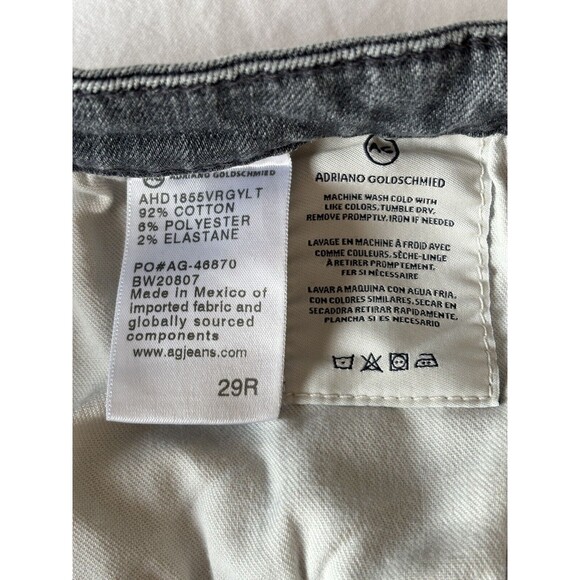 ADRIANO GOLDSCHMIED
AHD1855VRGYLT
92% COTTON
6% POLYESTER
2% ELASTANE
PO#AG-46870
BW20807
Made in Mexico of
imported fabric and
globally sourced
components
www.agjeans.com
29R
AG
ADRIANO GOLDSCHMIED
MACHINE WASH COLD WITH
LIKE COLORS. TUMBLE DRY.
REMOVE PROMPTLY. IRON IF NEEDED
LAVAGE EN MACHINE À FROID AVEC
COMME COULEURS. SÈCHE-LINGE
À RETIRER PROMPTEMENT.
FER SI NÉCESSAIRE
LAVAR A MAQUINA CON AGUA FRIA.
CON COLORES SIMILARES. SECAR EN
SECADORA RETIRAR RAPIDAMENTE.
PLANCHA SI ES NECESARIO